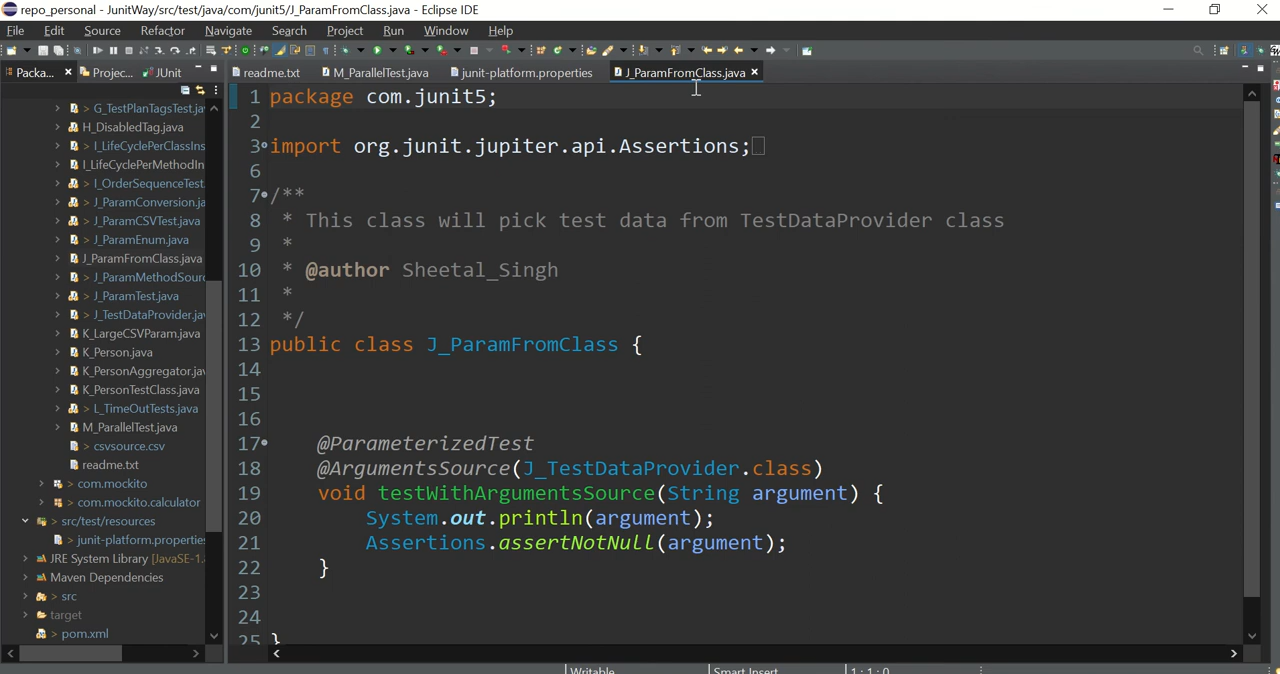 repo_personal - JunitWay/src/test/java/com/junit5/J_ParamFromClass.java - Eclipse IDE
File Edit Source Refactor Navigate Search Project Run Window Help
Packa... Projec... JUnit
readme.txt M_ParallelTest.java junit-platform.properties J_ParamFromClass.java
> G_TestPlanTagsTest.ja
H_DisabledTag.java
> I_LifeCyclePerClassIns
I_LifeCyclePerMethodIn
> I_OrderSequenceTest.
> J_ParamConversion.ja
> J_ParamCSVTest.java
> J_ParamEnum.java
J_ParamFromClass.java
> J_ParamMethodSour
> J_ParamTest.java
> J_TestDataProvider.ja
K_LargeCSVParam.java
K_Person.java
K_PersonAggregator.ja
K_PersonTestClass.java
> L_TimeOutTests.java
M_ParallelTest.java
> csvsource.csv
readme.txt
> com.mockito
> com.mockito.calculator
> src/test/resources
> junit-platform.propertie
JRE System Library [JavaSE-1.
Maven Dependencies
> src
> target
> pom.xml
1 package com.junit5;
2
3 import org.junit.jupiter.api.Assertions;
6
7 /**
8 * This class will pick test data from TestDataProvider class
9 *
10 * @author Sheetal_Singh
11 *
12 */
13 public class J_ParamFromClass {
14
15
16
17 @ParameterizedTest
18 @ArgumentsSource(J_TestDataProvider.class)
19 void testWithArgumentsSource(String argument) {
20 System.out.println(argument);
21 Assertions.assertNotNull(argument);
22 }
23
24
25 }
Writable Smart Insert 1 : 1 : 0